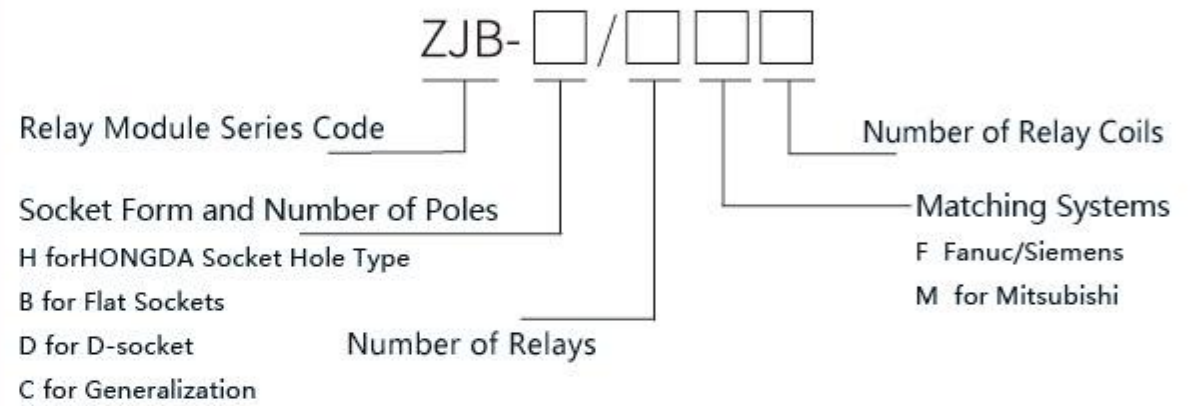 ZJB-□/□□□
Relay Module Series Code
Number of Relay Coils
Socket Form and Number of Poles
H forHONGDA Socket Hole Type
B for Flat Sockets
D for D-socket
C for Generalization
Matching Systems
F Fanuc/Siemens
M for Mitsubishi
Number of Relays